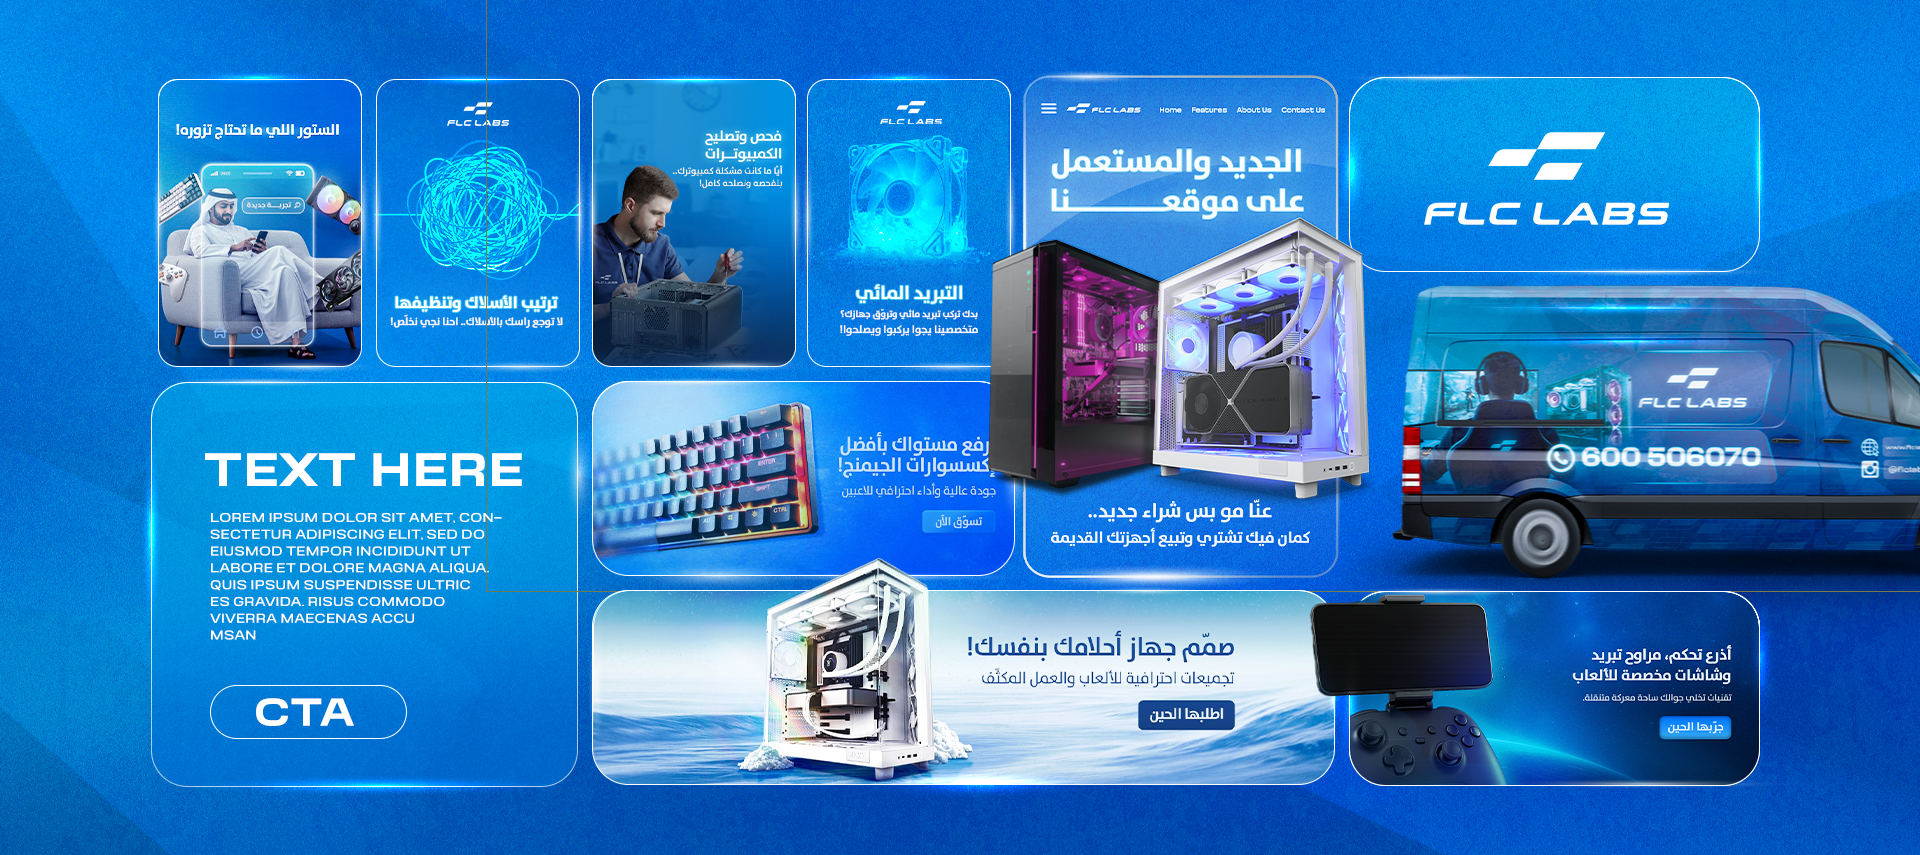 الستور اللي ما تحتاج تزوره!
تجربـــة جديدة
FLC LABS
ترتيب الأسلاك وتنظيفها
لا توجع راسك بالأسلاك.. احنا نجي نخلّص!
فحص وتصليح
الكمبيوتــرات
أيًا ما كانت مشكلة كمبيوترك..
بنفحصه ونصلحه كامل!
FLC LABS
التبريد المائي
بدك تركب تبريد مائي وتروّق جهازك؟
متخصصينا يجوا يركبوا ويصلحوا!
FLC LABS
Home Features About Us Contact Us
الجديد والمستعمل
على موقعـــــــنا
عنّا مو بس شراء جديد..
كمان فيك تشتري وتبيع أجهزتك القديمة
FLC LABS
FLC LABS
600 506070
TEXT HERE
LOREM IPSUM DOLOR SIT AMET, CON-
SECTETUR ADIPISCING ELIT, SED DO
EIUSMOD TEMPOR INCIDIDUNT UT
LABORE ET DOLORE MAGNA ALIQUA.
QUIS IPSUM SUSPENDISSE ULTRIC
ES GRAVIDA. RISUS COMMODO
VIVERRA MAECENAS ACCU
MSAN
CTA
رفع مستواك بأفضل
إكسسوارات الجيمنج!
جودة عالية وأداء احترافي للاعبين
تسوّق الآن
ENTER
SHIFT
CTRL
صمّم جهاز أحلامك بنفسك!
تجميعات احترافية للألعاب والعمل المكثّف
اطلبها الحين
أذرع تحكم، مراوح تبريد
وشاشات مخصصة للألعاب
تقنيات تخلي جوالك ساحة معركة متنقلة.
جرّبها الحين